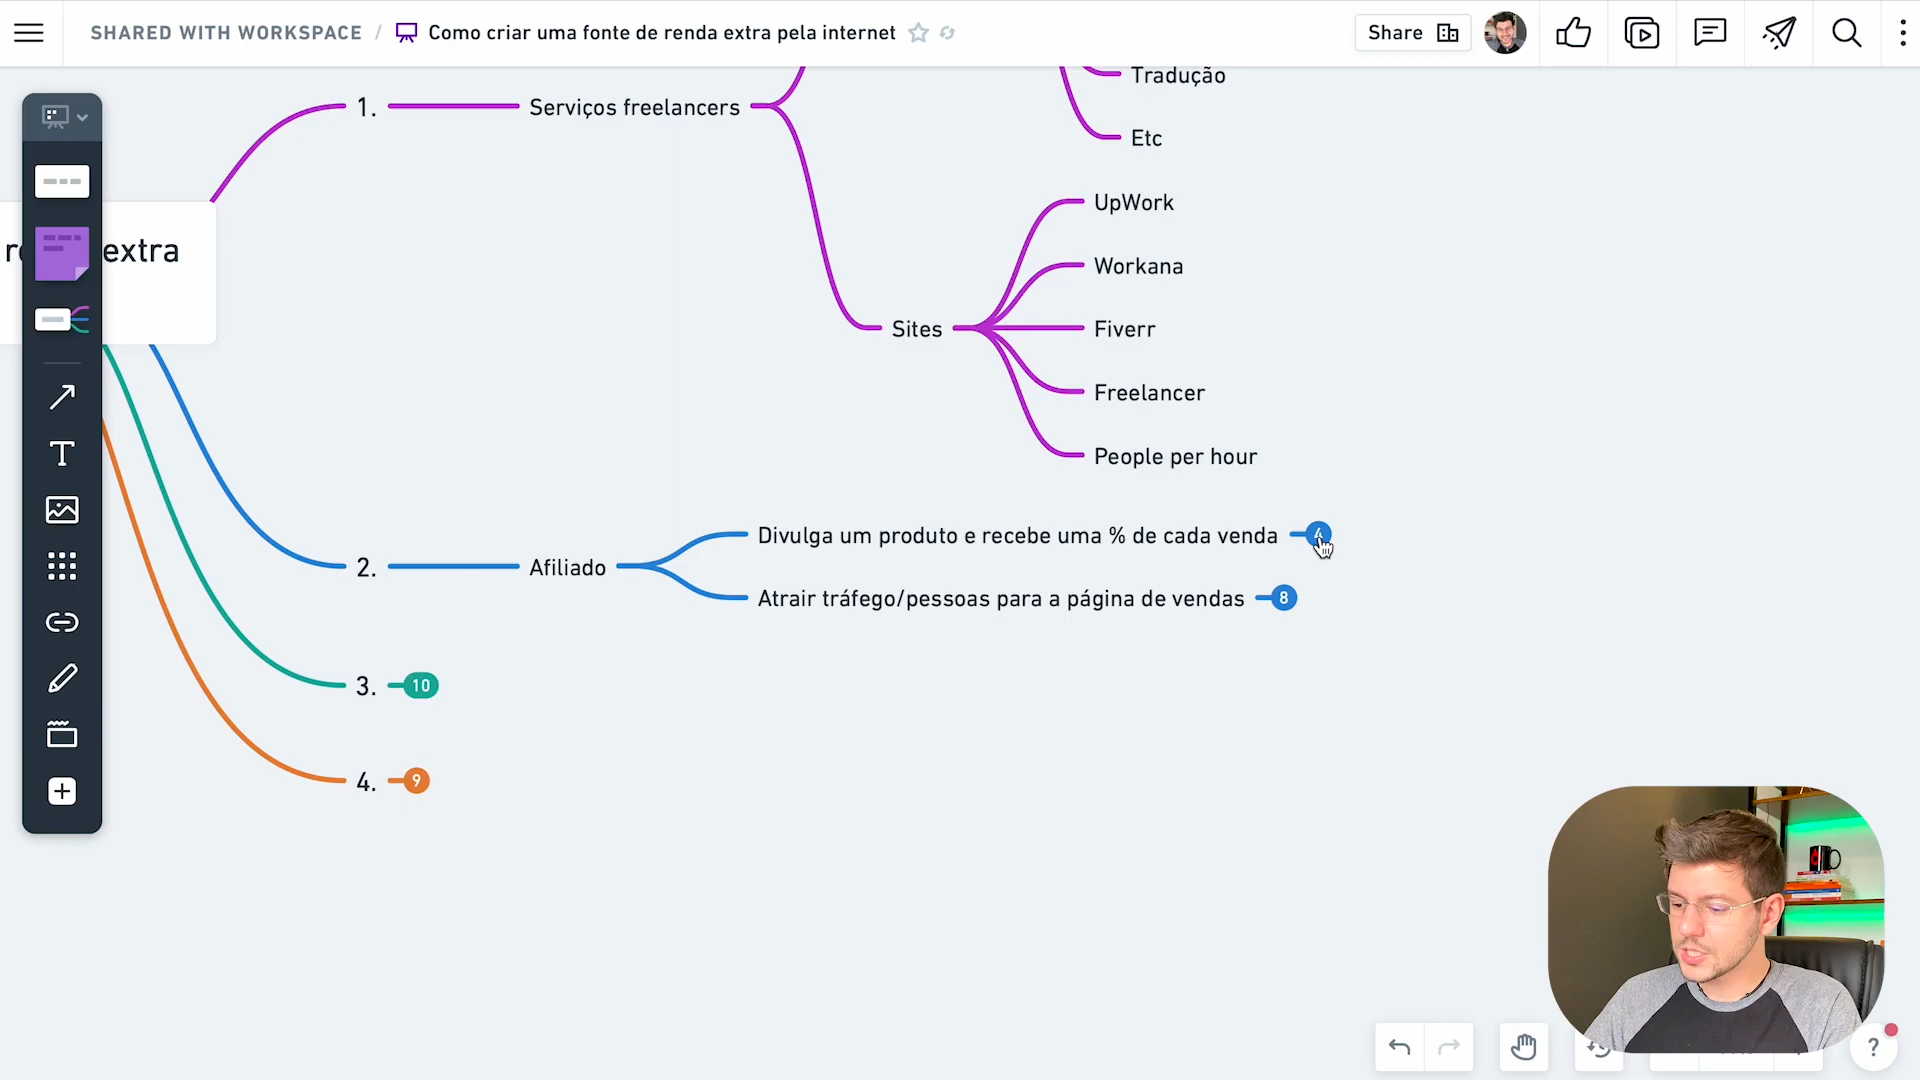 SHARED WITH WORKSPACE / Como criar uma fonte de renda extra pela internet
Share
Tradução
1. Serviços freelancers
Etc
UpWork
extra
Workana
Sites
Fiverr
Freelancer
People per hour
Divulga um produto e recebe uma % de cada venda 4
2. Afiliado
Atrair tráfego/pessoas para a página de vendas 8
3. 10
4. 9
T
?